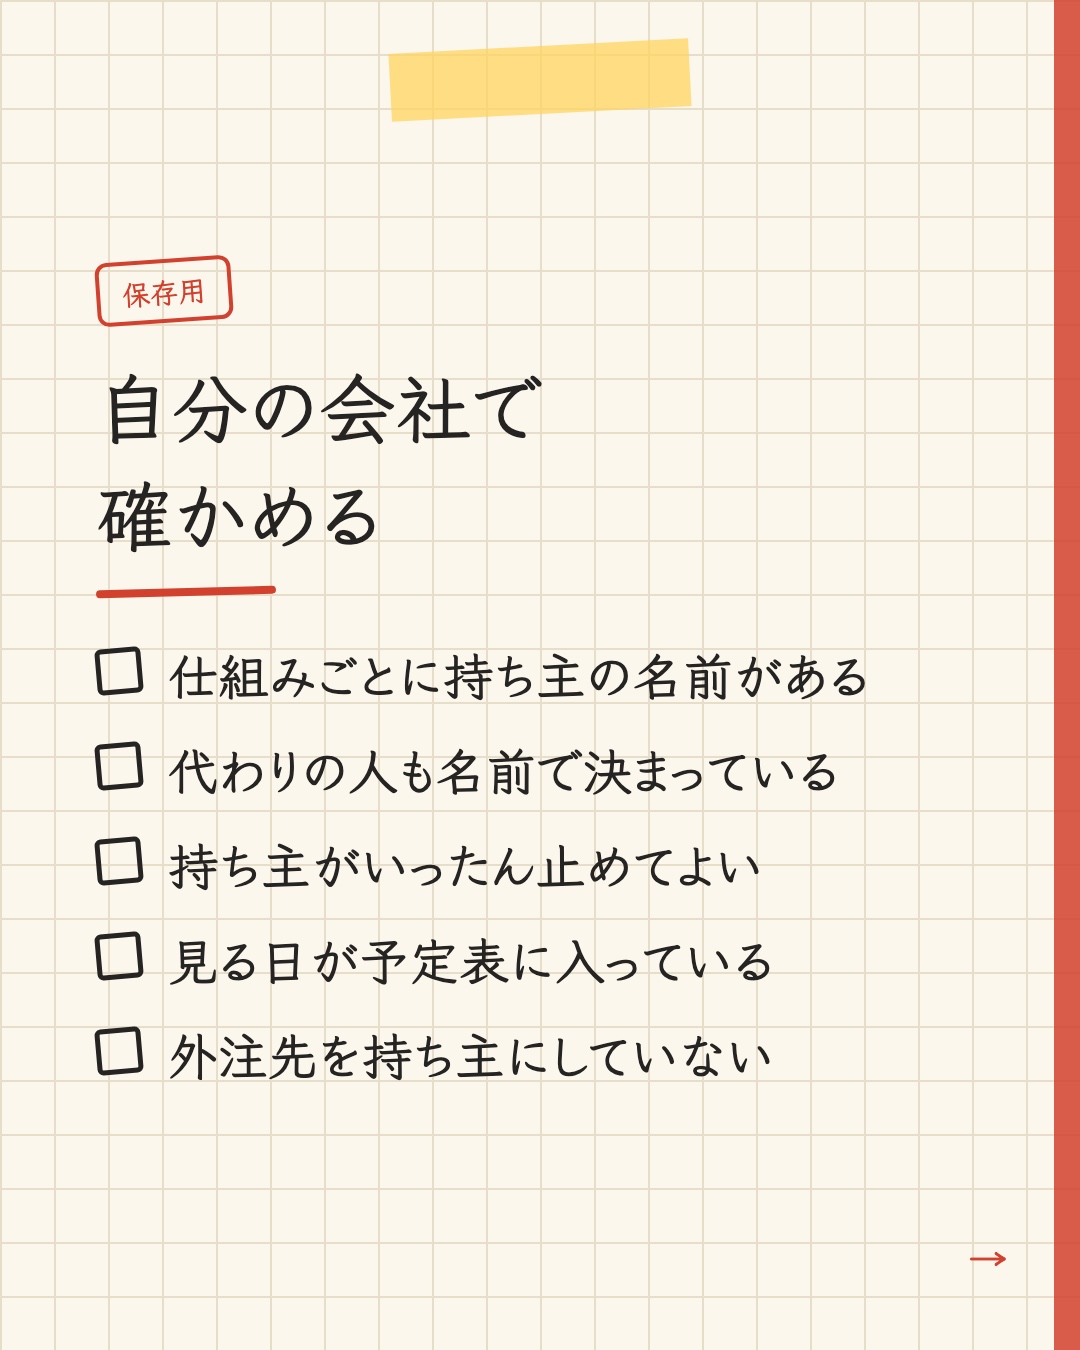 保存用
自分の会社で
確かめる
仕組みごとに持ち主の名前がある
代わりの人も名前で決まっている
持ち主がいったん止めてよい
見る日が予定表に入っている
外注先を持ち主にしていない
→